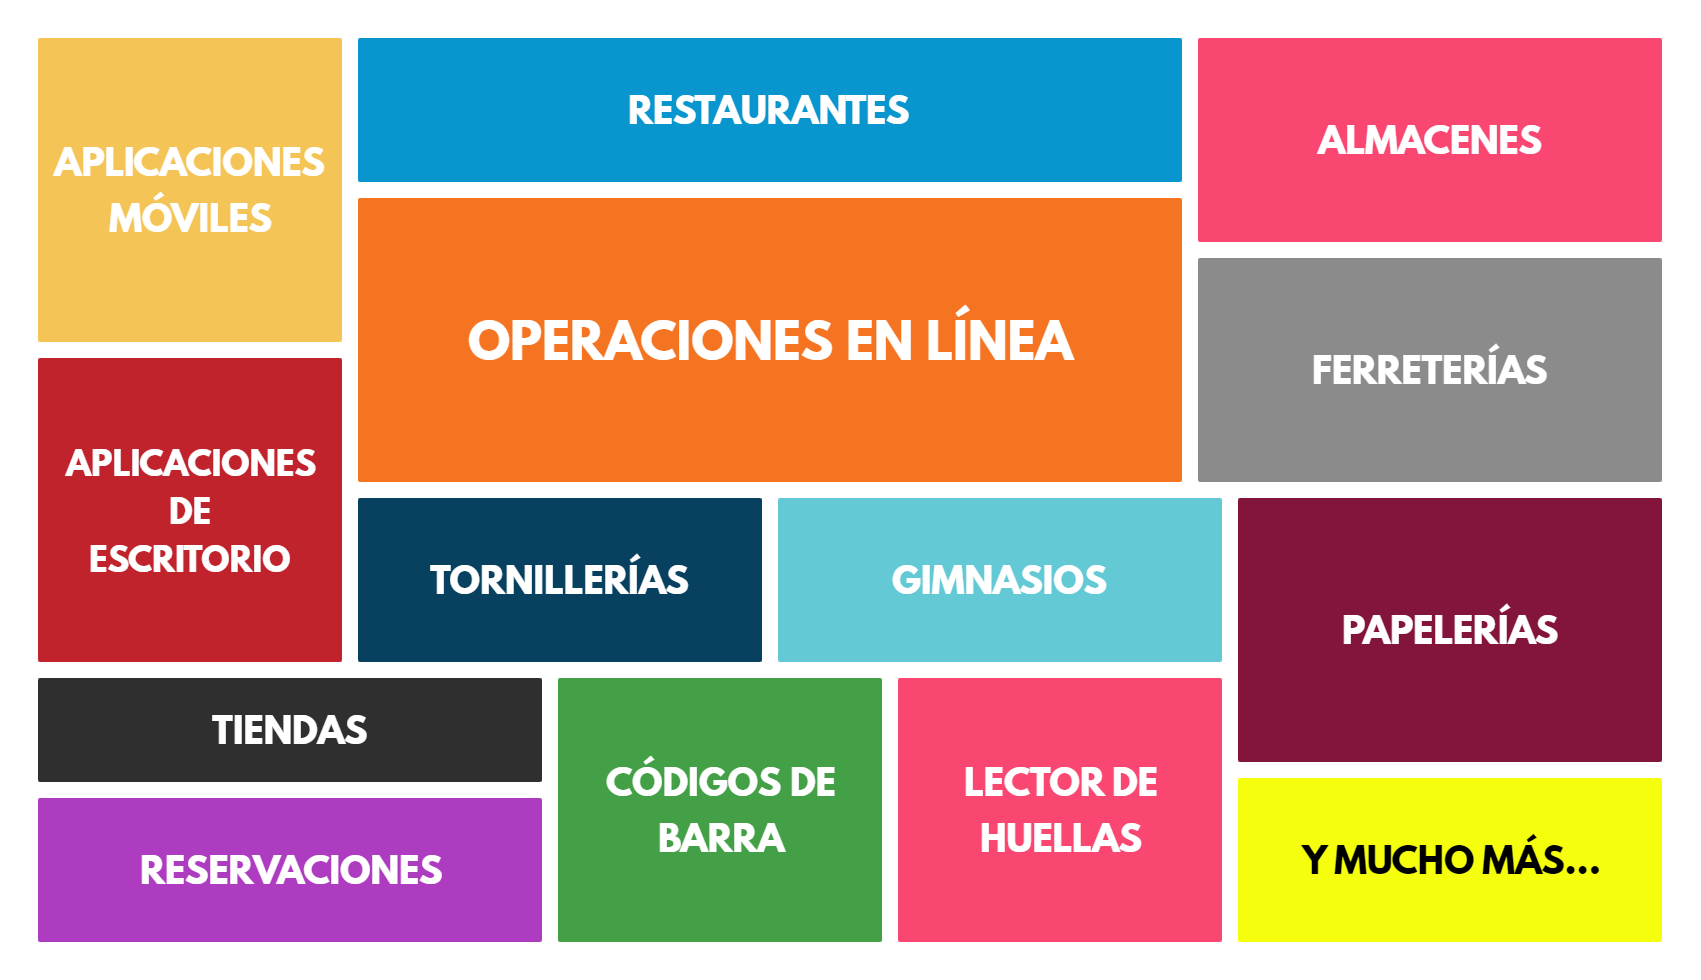 APLICACIONES
MÓVILES
RESTAURANTES
ALMACENES
OPERACIONES EN LÍNEA
FERRETERÍAS
APLICACIONES
DE
ESCRITORIO
TORNILLERÍAS
GIMNASIOS
PAPELERÍAS
TIENDAS
RESERVACIONES
CÓDIGOS DE
BARRA
LECTOR DE
HUELLAS
Y MUCHO MÁS...